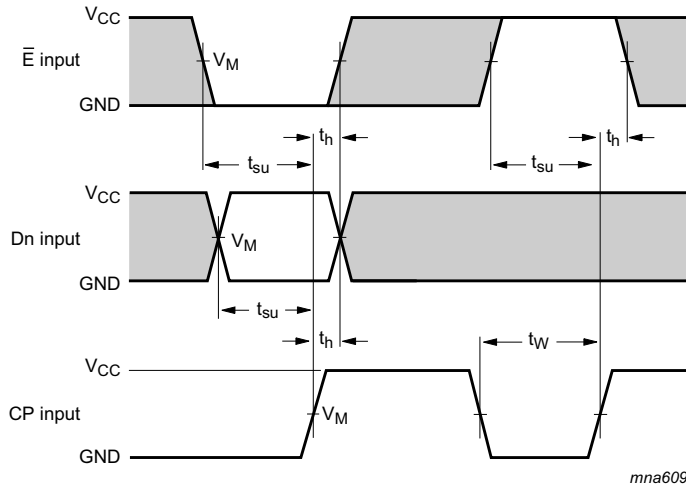 VCC
E̅ input
VM
GND
th
th
tsu
tsu
VCC
Dn input
VM
GND
tsu
th
tW
VCC
CP input
VM
GND
mna609